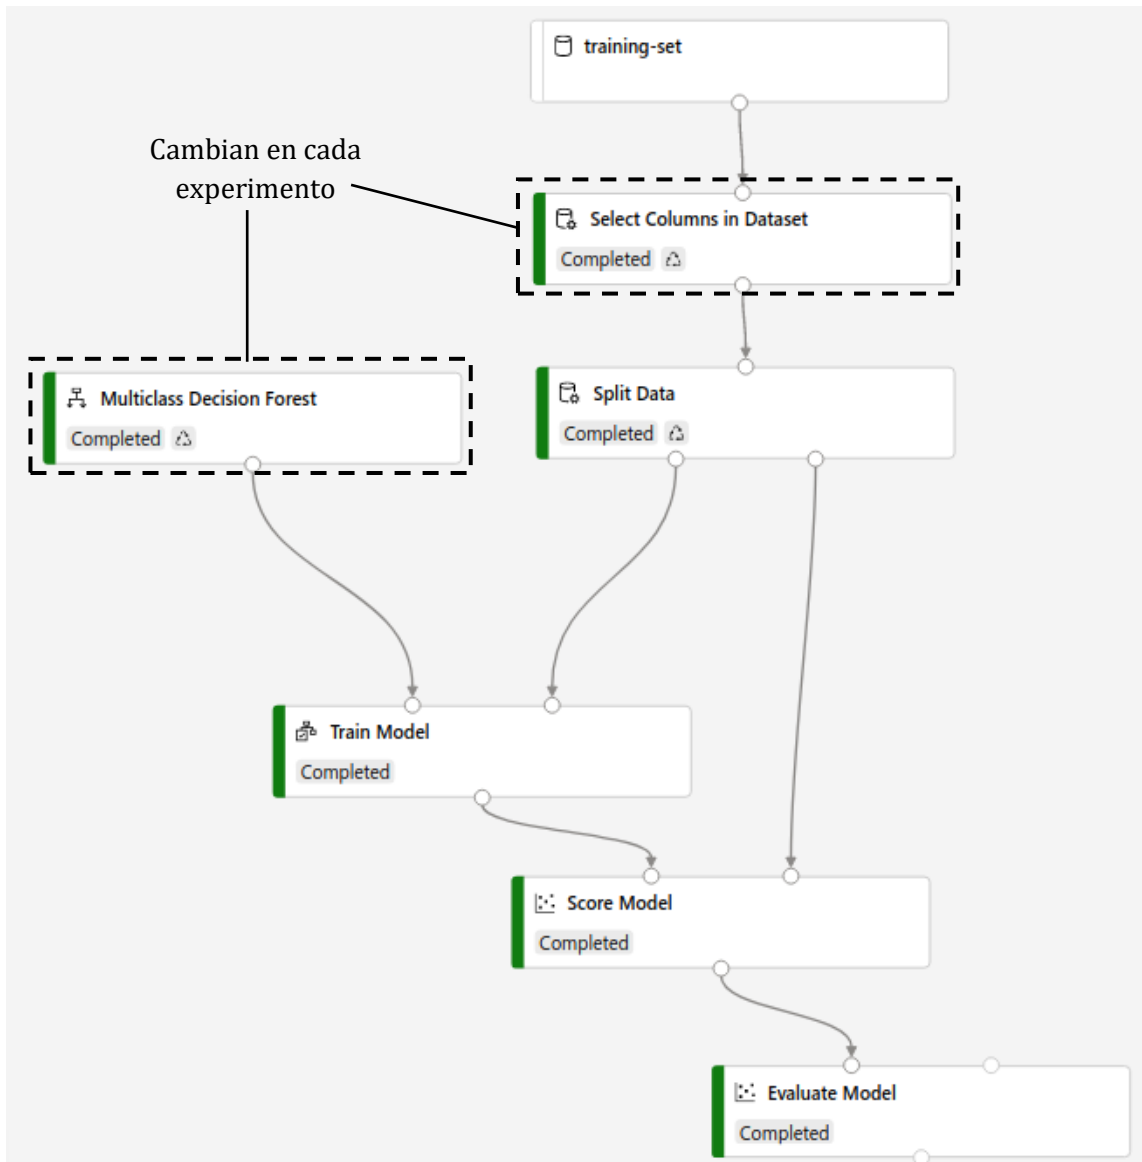 training-set
Cambian en cada
experimento
Select Columns in Dataset
Completed
Multiclass Decision Forest
Completed
Split Data
Completed
Train Model
Completed
Score Model
Completed
Evaluate Model
Completed